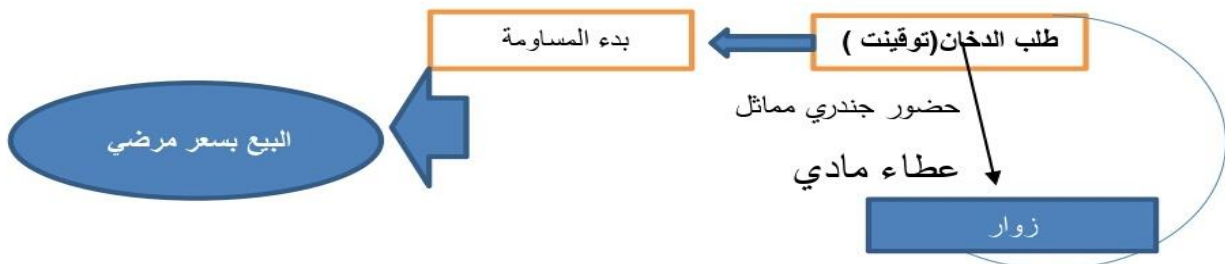 طلب الدخان(توقينت )
بدء المساومة
حضور جندري مماثل
البيع بسعر مرضي
عطاء مادي
زوار